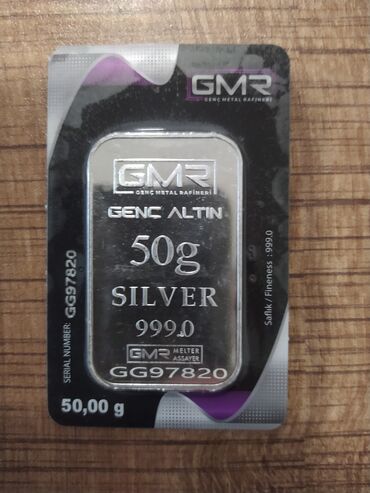 GMR
GENÇ METAL RAFİNERİ
GMR
GENÇ METAL RAFİNERİ
GENC ALTIN
50g
SILVER
999.0
GMR MELTER
ASSAYER
GG97820
SERIAL NUMBER: GG97820
Saflık / Fineness : 999.0
50,00 g